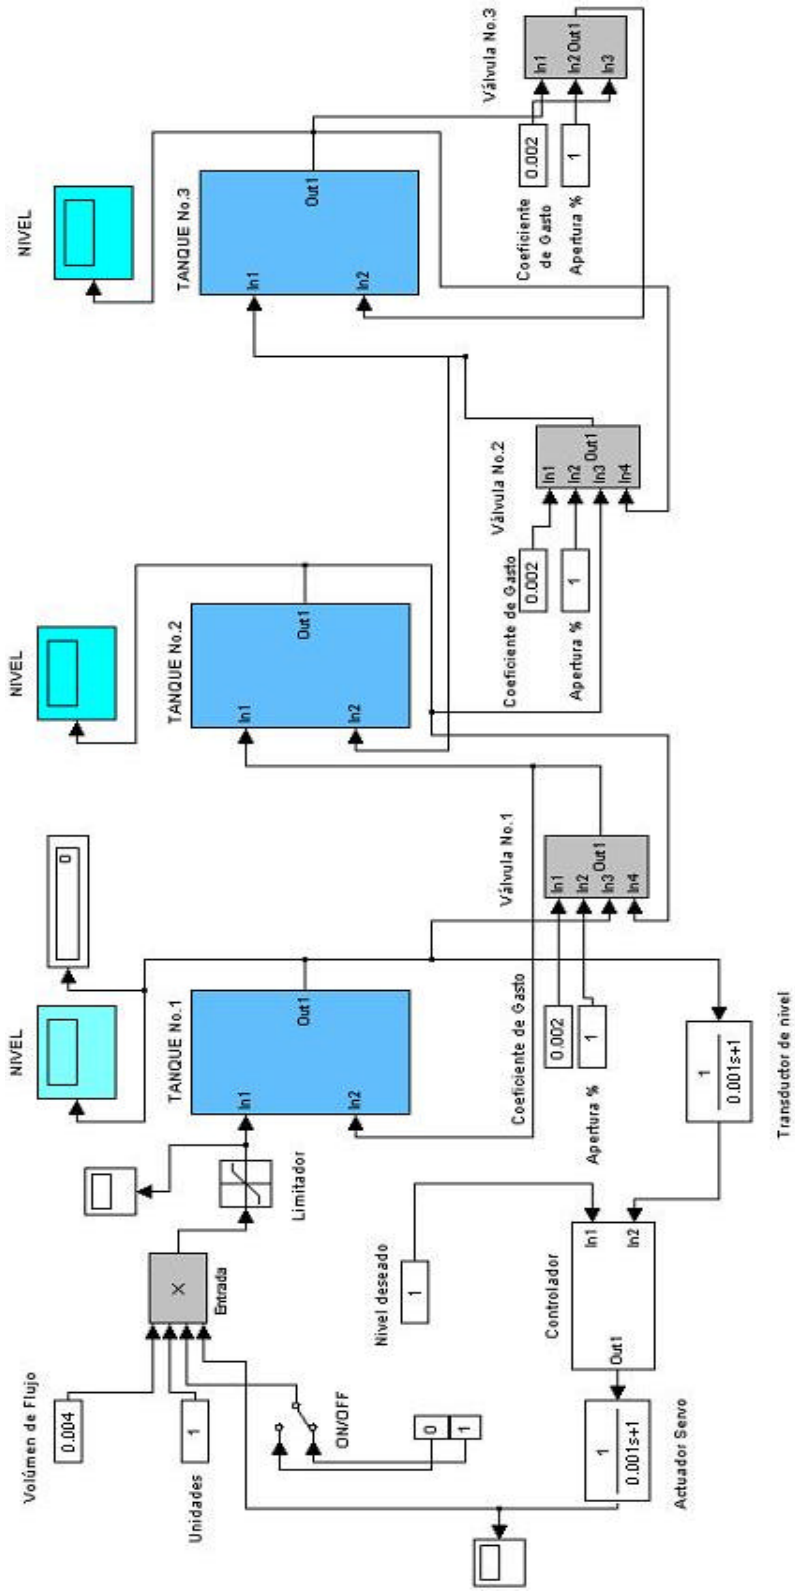 Volúmen de Flujo
0.004
Unidades
1
ON/OFF
0
1
Entrada
X
Limitador
NIVEL
0
TANQUE No.1
In1
In2
Out1
Nivel deseado
1
Controlador
In1
In2
Out1
Actuador Servo
1
0.001s+1
Transductor de nivel
1
0.001s+1
Coeficiente de Gasto
0.002
Apertura %
1
Válvula No.1
In1
In2
In3
In4
Out1
NIVEL
TANQUE No.2
In1
In2
Out1
Coeficiente de Gasto
0.002
Apertura %
1
Válvula No.2
In1
In2
In3
In4
Out1
NIVEL
TANQUE No.3
In1
In2
Out1
Coeficiente
de Gasto
0.002
Apertura %
1
Válvula No.3
In1
In2
In3
Out1